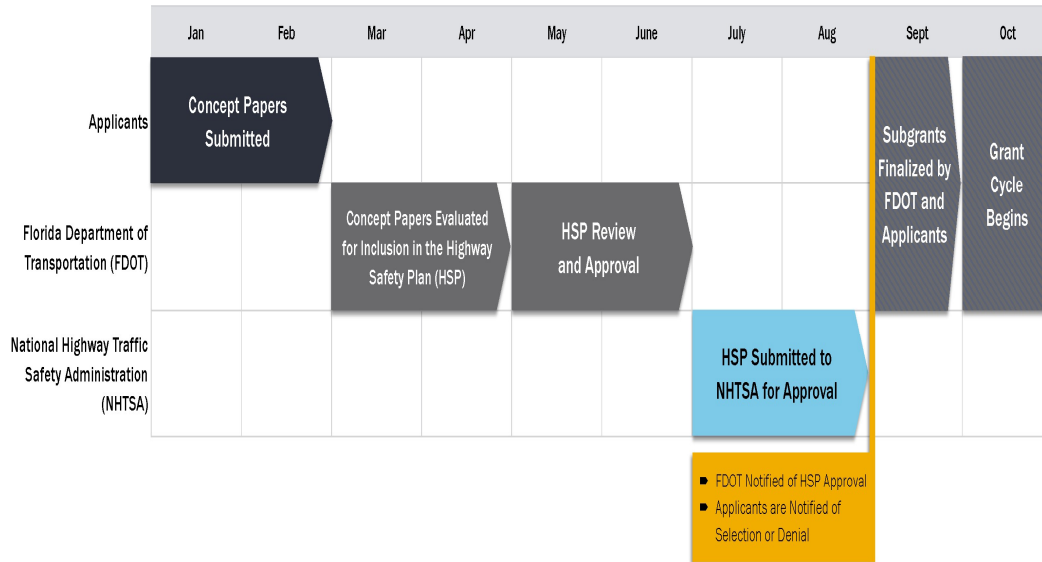 Jan Feb Mar Apr May June July Aug Sept Oct
Applicants
Concept Papers
Submitted
Subgrants
Finalized by
FDOT and
Applicants
Grant
Cycle
Begins
Florida Department of
Transportation (FDOT)
Concept Papers Evaluated
for Inclusion in the Highway
Safety Plan (HSP)
HSP Review
and Approval
National Highway Traffic
Safety Administration
(NHTSA)
HSP Submitted to
NHTSA for Approval
FDOT Notified of HSP Approval
Applicants are Notified of
Selection or Denial